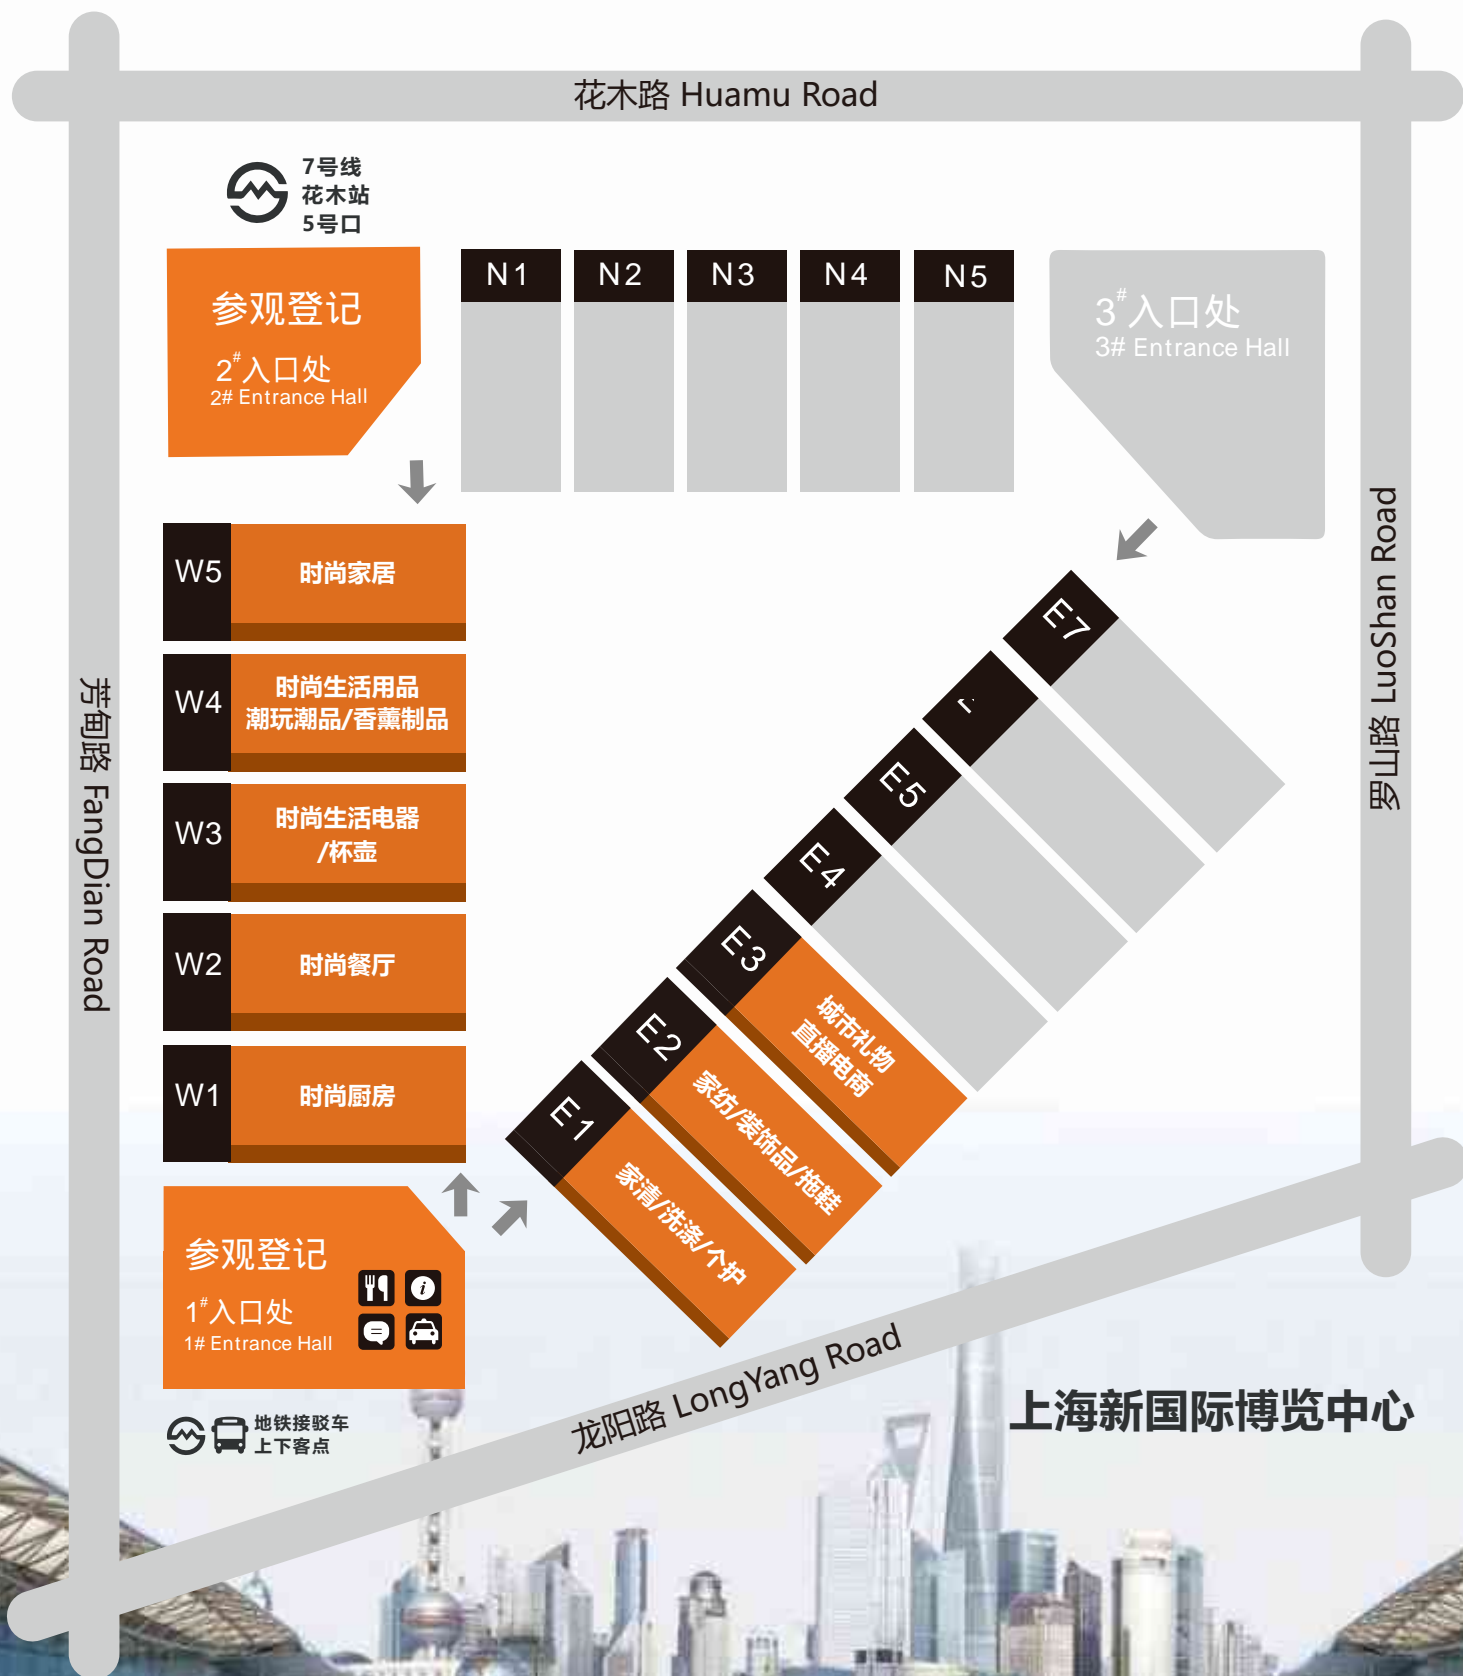 花木路 Huamu Road
7号线
花木站
5号口
参观登记
2#入口处
2# Entrance Hall
N1
N2
N3
N4
N5
3#入口处
3# Entrance Hall
芳甸路 FangDian Road
罗山路 LuoShan Road
W5
时尚家居
W4
时尚生活用品
潮玩潮品/香薰制品
W3
时尚生活电器
/杯壶
W2
时尚餐厅
W1
时尚厨房
E7
E5
E4
E3
城市礼物
直播电商
E2
家纺/装饰品/拖鞋
E1
家清/洗涤/个护
参观登记
1#入口处
1# Entrance Hall
地铁接驳车
上下客点
龙阳路 LongYang Road
上海新国际博览中心